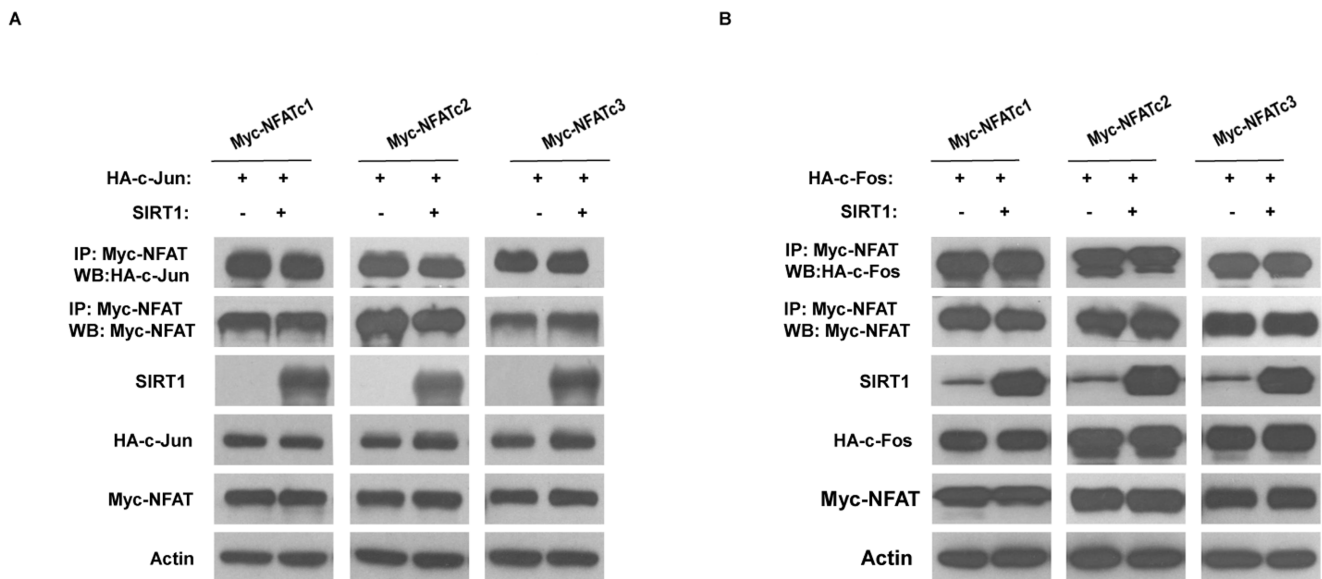 A
Myc-NFATc1 Myc-NFATc2 Myc-NFATc3
HA-c-Jun: + + + + + +
SIRT1: - + - + - +
IP: Myc-NFAT
WB:HA-c-Jun
IP: Myc-NFAT
WB: Myc-NFAT
SIRT1
HA-c-Jun
Myc-NFAT
Actin
B
Myc-NFATc1 Myc-NFATc2 Myc-NFATc3
HA-c-Fos: + + + + + +
SIRT1: - + - + - +
IP: Myc-NFAT
WB:HA-c-Fos
IP: Myc-NFAT
WB: Myc-NFAT
SIRT1
HA-c-Fos
Myc-NFAT
Actin